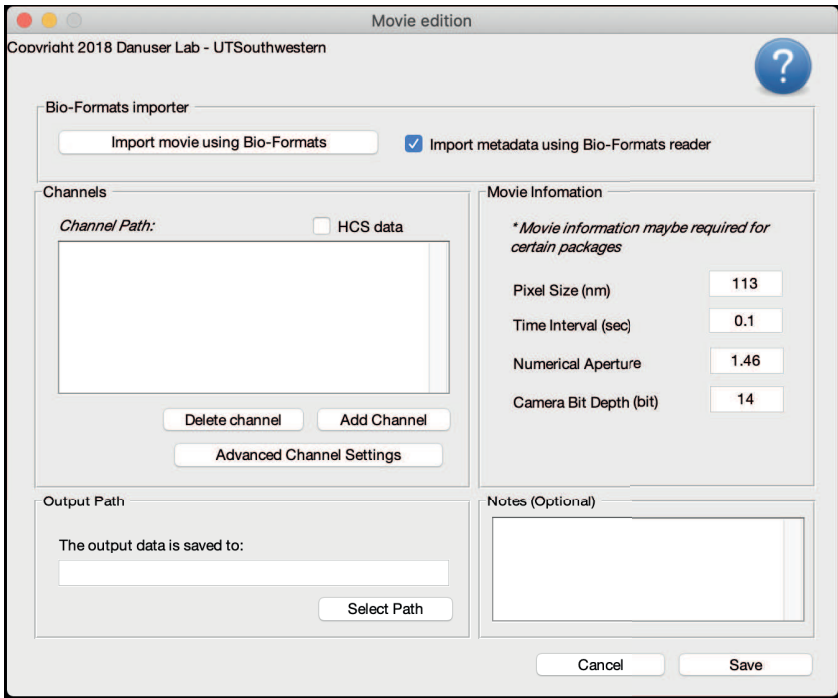 Movie edition
Copyright 2018 Danuser Lab - UTSouthwestern
?
Bio-Formats importer
Import movie using Bio-Formats
Import metadata using Bio-Formats reader
Channels
Channel Path:
HCS data
Delete channel
Add Channel
Advanced Channel Settings
Movie Infomation
* Movie information maybe required for
certain packages
Pixel Size (nm) 113
Time Interval (sec) 0.1
Numerical Aperture 1.46
Camera Bit Depth (bit) 14
Output Path
The output data is saved to:
Select Path
Notes (Optional)
Cancel
Save